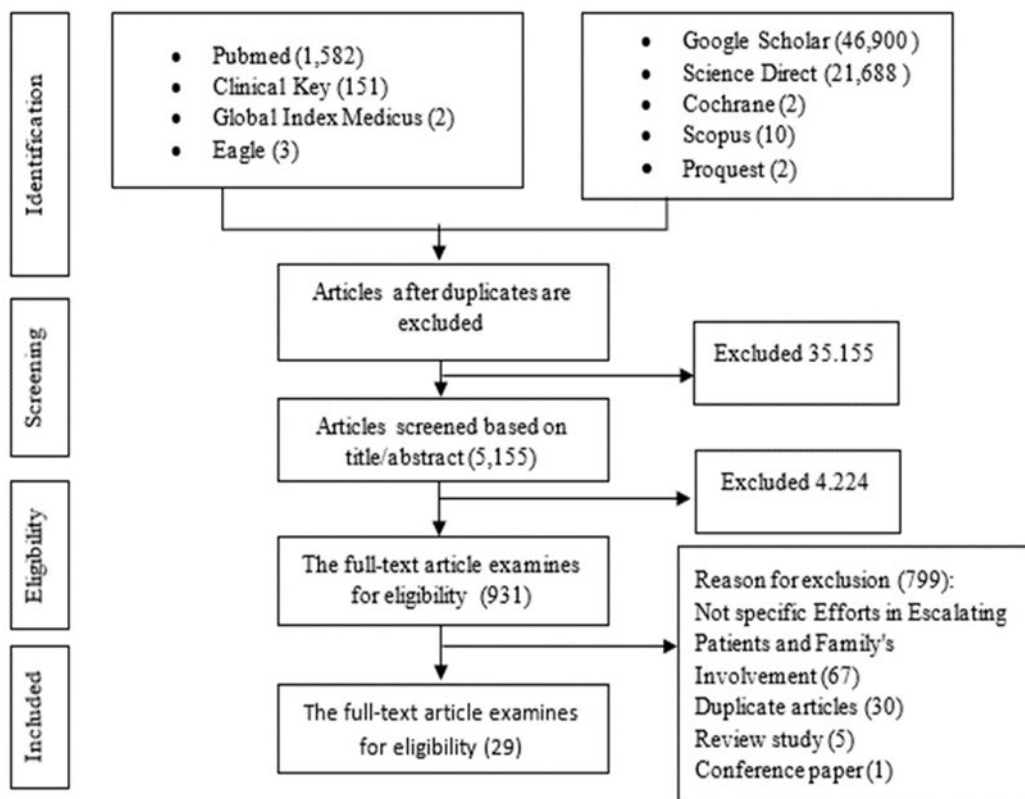 Identification
• Pubmed (1,582)
• Clinical Key (151)
• Global Index Medicus (2)
• Eagle (3)
• Google Scholar (46,900 )
• Science Direct (21,688 )
• Cochrane (2)
• Scopus (10)
• Proquest (2)
Articles after duplicates are
excluded
Screening
Excluded 35.155
Articles screened based on
title/abstract (5,155)
Excluded 4.224
Eligibility
The full-text article examines
for eligibility (931)
Reason for exclusion (799):
Not specific Efforts in Escalating
Patients and Family's
Involvement (67)
Duplicate articles (30)
Review study (5)
Conference paper (1)
Included
The full-text article examines
for eligibility (29)